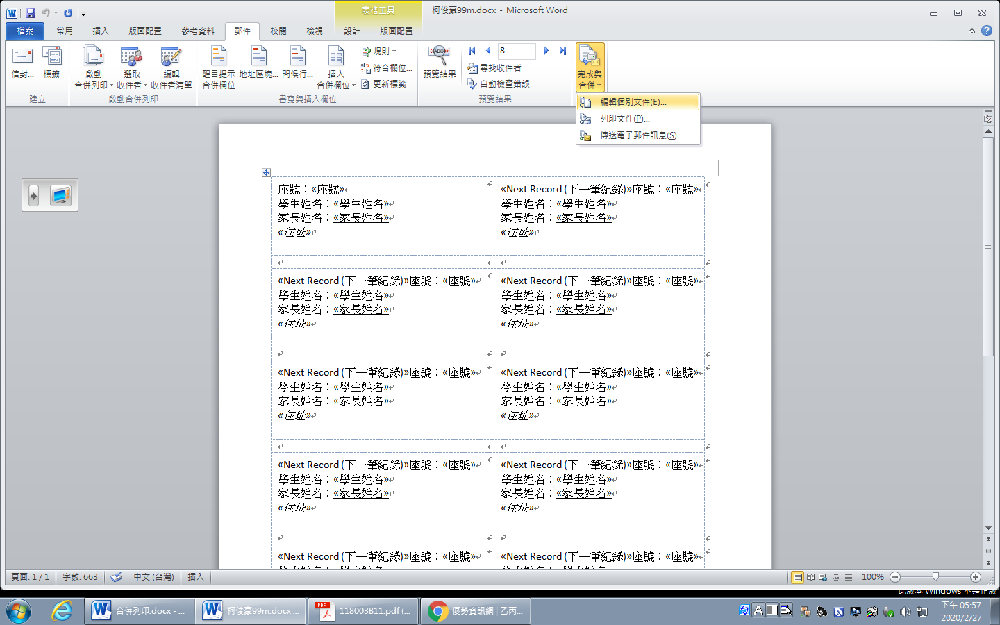 表格工具
柯俊豪99m.docx - Microsoft Word
檔案 常用 插入 版面配置 參考資料 郵件 校閱 檢視 設計 版面配置
信封...
標籤
啟動
合併列印
選取
收件者
編輯
收件者清單
醒目提示
合併欄位
地址區塊...
問候行...
插入
合併欄位
規則
符合欄位...
更新標籤
預覽結果
ABC
8
尋找收件者
自動檢查錯誤
完成與
合併
建立 啟動合併列印 書寫與插入欄位 預覽結果
編輯個別文件(E)...
列印文件(P)...
傳送電子郵件訊息(S)...
座號：«座號»
學生姓名：«學生姓名»
家長姓名：«家長姓名»
«住址»
«Next Record (下一筆紀錄)»座號：«座號»
學生姓名：«學生姓名»
家長姓名：«家長姓名»
«住址»
«Next Record (下一筆紀錄)»座號：«座號»
學生姓名：«學生姓名»
家長姓名：«家長姓名»
«住址»
«Next Record (下一筆紀錄)»座號：«座號»
學生姓名：«學生姓名»
家長姓名：«家長姓名»
«住址»
«Next Record (下一筆紀錄)»座號：«座號»
學生姓名：«學生姓名»
家長姓名：«家長姓名»
«住址»
«Next Record (下一筆紀錄)»座號：«座號»
學生姓名：«學生姓名»
家長姓名：«家長姓名»
«住址»
«Next Record (下一筆紀錄)»座號：«座號»
學生姓名：«學生姓名»
家長姓名：«家長姓名»
«住址»
«Next Record (下一筆紀錄)»座號：«座號»
學生姓名：«學生姓名»
家長姓名：«家長姓名»
«住址»
«Next Record (下一筆紀錄)»座號：«座號»
學生姓名：«學生姓名»
«Next Record (下一筆紀錄)»座號：«座號»
學生姓名：«學生姓名»
頁面: 1 / 1 字數: 663 中文 (台灣) 插入 100%
此版本 Windows 不是正版
合併列印.docx - ...
柯俊豪99m.docx ...
118003B11.pdf (...
優勢資訊網 | 乙丙...
下午 05:57
2020/2/27